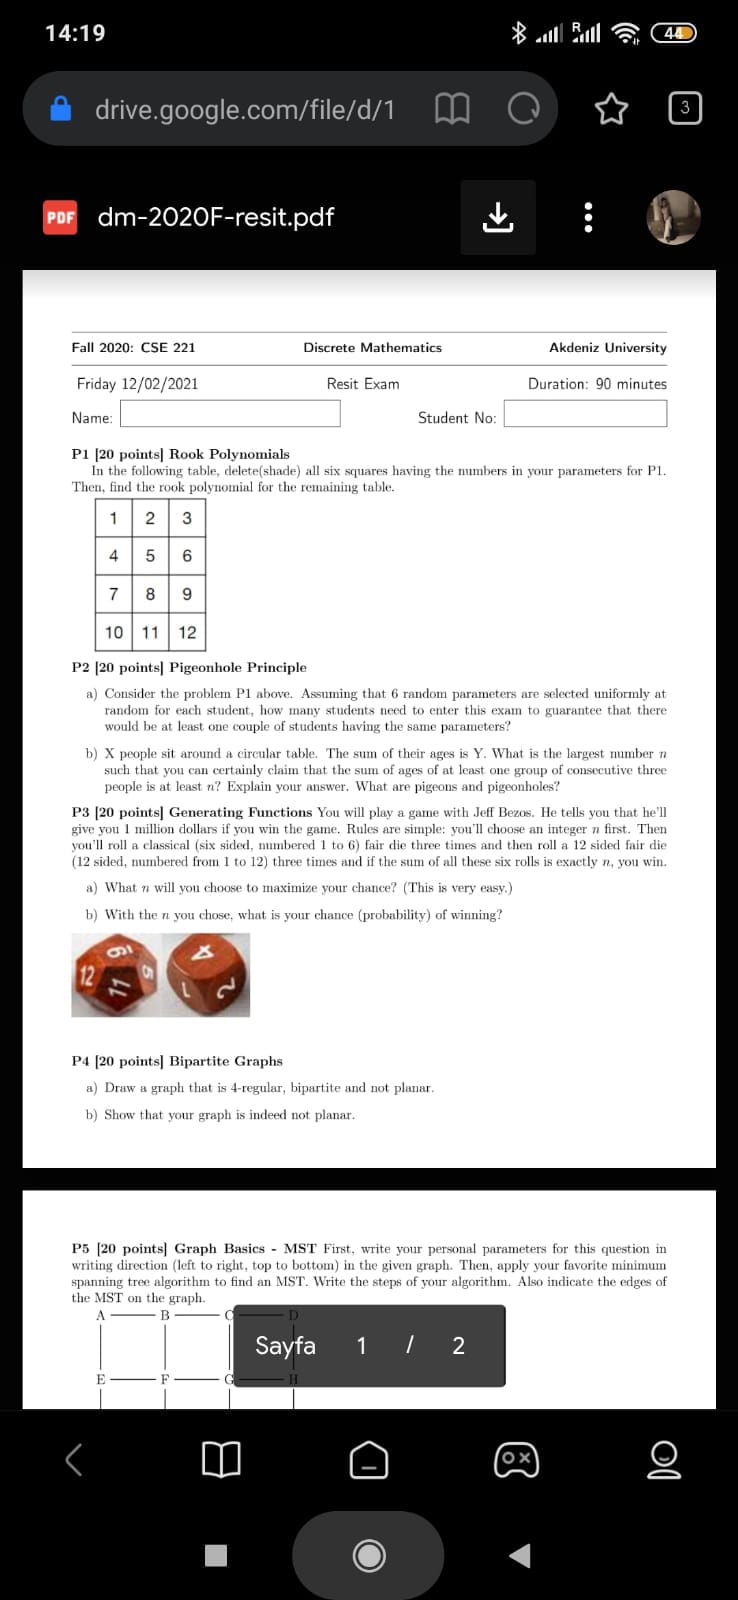 14:19
R
44
drive.google.com/file/d/1
3
PDF dm-2020F-resit.pdf
Fall 2020: CSE 221 Discrete Mathematics Akdeniz University
Friday 12/02/2021 Resit Exam Duration: 90 minutes
Name: Student No:
P1 [20 points] Rook Polynomials
In the following table, delete(shade) all six squares having the numbers in your parameters for P1.
Then, find the rook polynomial for the remaining table.
1 2 3
4 5 6
7 8 9
10 11 12
P2 [20 points] Pigeonhole Principle
a) Consider the problem P1 above. Assuming that 6 random parameters are selected uniformly at
random for each student, how many students need to enter this exam to guarantee that there
would be at least one couple of students having the same parameters?
b) X people sit around a circular table. The sum of their ages is Y. What is the largest number n
such that you can certainly claim that the sum of ages of at least one group of consecutive three
people is at least n? Explain your answer. What are pigeons and pigeonholes?
P3 [20 points] Generating Functions You will play a game with Jeff Bezos. He tells you that he'll
give you 1 million dollars if you win the game. Rules are simple: you'll choose an integer n first. Then
you'll roll a classical (six sided, numbered 1 to 6) fair die three times and then roll a 12 sided fair die
(12 sided, numbered from 1 to 12) three times and if the sum of all these six rolls is exactly n, you win.
a) What n will you choose to maximize your chance? (This is very easy.)
b) With the n you chose, what is your chance (probability) of winning?
12 11 5 4 1 2
P4 [20 points] Bipartite Graphs
a) Draw a graph that is 4-regular, bipartite and not planar.
b) Show that your graph is indeed not planar.
P5 [20 points] Graph Basics - MST First, write your personal parameters for this question in
writing direction (left to right, top to bottom) in the given graph. Then, apply your favorite minimum
spanning tree algorithm to find an MST. Write the steps of your algorithm. Also indicate the edges of
the MST on the graph.
A B C D
Sayfa 1 / 2
E F G H